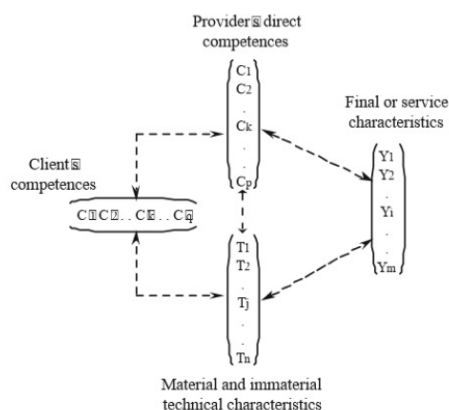 Provider direct
competences
C1
C2
.
Ck
.
.
Cp
Final or service
characteristics
Y1
Y2
.
Yi
.
.
Ym
Client
competences
T1
T2
.
Tj
.
.
Tn
Material and immaterial
technical characteristics